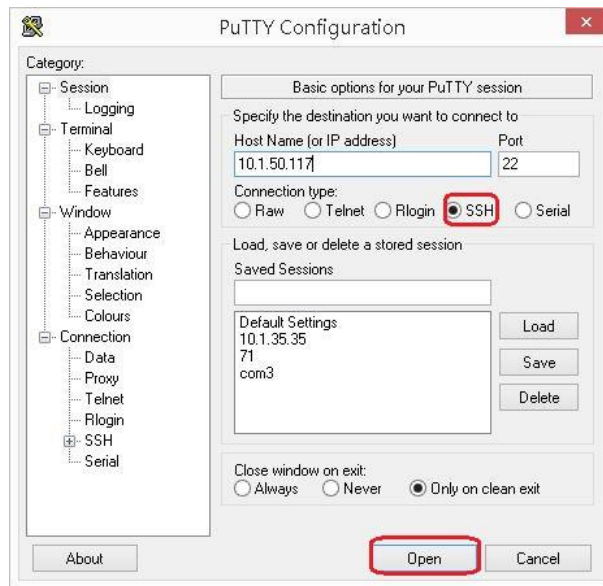 PuTTY Configuration
Category:
Session
Logging
Terminal
Keyboard
Bell
Features
Window
Appearance
Behaviour
Translation
Selection
Colours
Connection
Data
Proxy
Telnet
Rlogin
SSH
Serial
Basic options for your PuTTY session
Specify the destination you want to connect to
Host Name (or IP address) Port
10.1.50.117 22
Connection type:
Raw Telnet Rlogin SSH Serial
Load, save or delete a stored session
Saved Sessions
Default Settings
10.1.35.35
71
com3
Load
Save
Delete
Close window on exit:
Always Never Only on clean exit
About Open Cancel